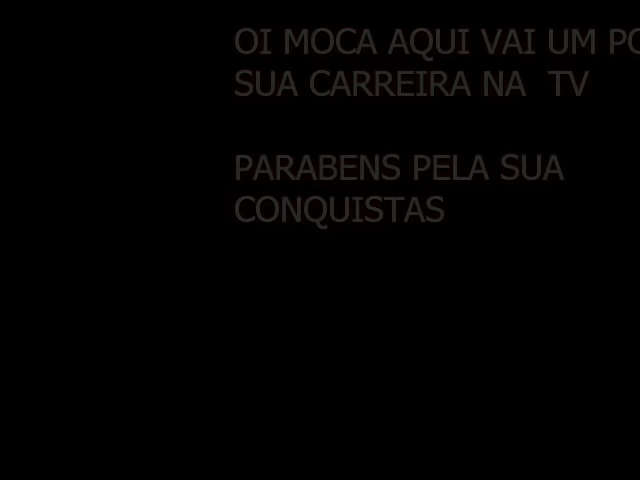 OI MOCA AQUI VAI UM
SUA CARREIRA NA TV
PARABENS PELA SUA
CONQUISTAS